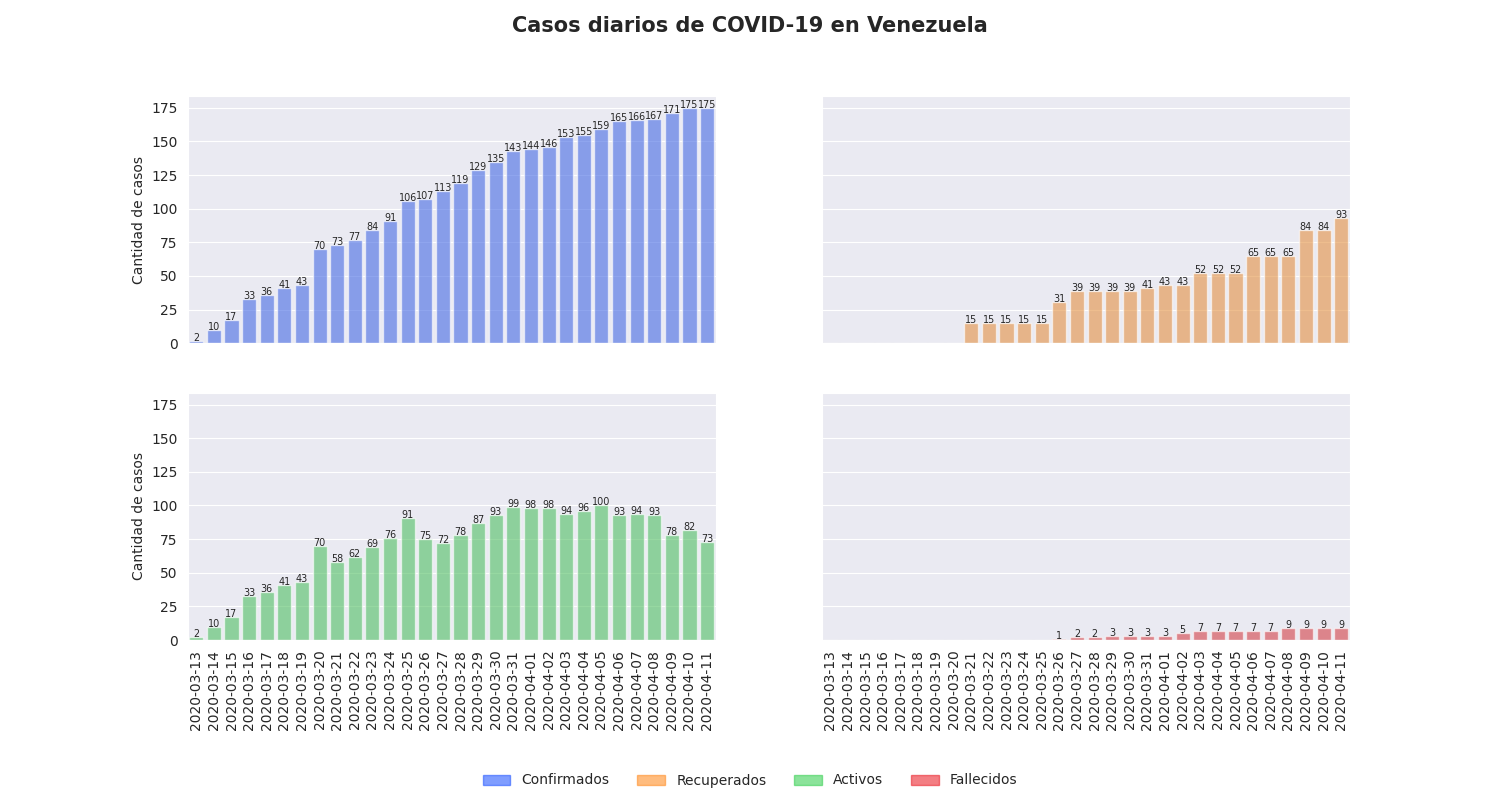 Casos diarios de COVID-19 en Venezuela
Cantidad de casos
175
150
125
100
75
50
25
0
2 10 17 33 36 41 43 70 73 77 84 91 106 107 113 119 129 135 143 144 146 153 155 159 165 166 167 171 175 175
15 15 15 15 15 31 39 39 39 39 41 43 43 52 52 52 65 65 65 84 84 93
Cantidad de casos
175
150
125
100
75
50
25
0
2 10 17 33 36 41 43 70 58 62 69 76 91 75 72 78 87 93 99 98 98 94 96 100 93 94 93 78 82 73
1 2 2 3 3 3 3 5 7 7 7 7 7 9 9 9 9
2020-03-13 2020-03-14 2020-03-15 2020-03-16 2020-03-17 2020-03-18 2020-03-19 2020-03-20 2020-03-21 2020-03-22 2020-03-23 2020-03-24 2020-03-25 2020-03-26 2020-03-27 2020-03-28 2020-03-29 2020-03-30 2020-03-31 2020-04-01 2020-04-02 2020-04-03 2020-04-04 2020-04-05 2020-04-06 2020-04-07 2020-04-08 2020-04-09 2020-04-10 2020-04-11
2020-03-13 2020-03-14 2020-03-15 2020-03-16 2020-03-17 2020-03-18 2020-03-19 2020-03-20 2020-03-21 2020-03-22 2020-03-23 2020-03-24 2020-03-25 2020-03-26 2020-03-27 2020-03-28 2020-03-29 2020-03-30 2020-03-31 2020-04-01 2020-04-02 2020-04-03 2020-04-04 2020-04-05 2020-04-06 2020-04-07 2020-04-08 2020-04-09 2020-04-10 2020-04-11
Confirmados Recuperados Activos Fallecidos